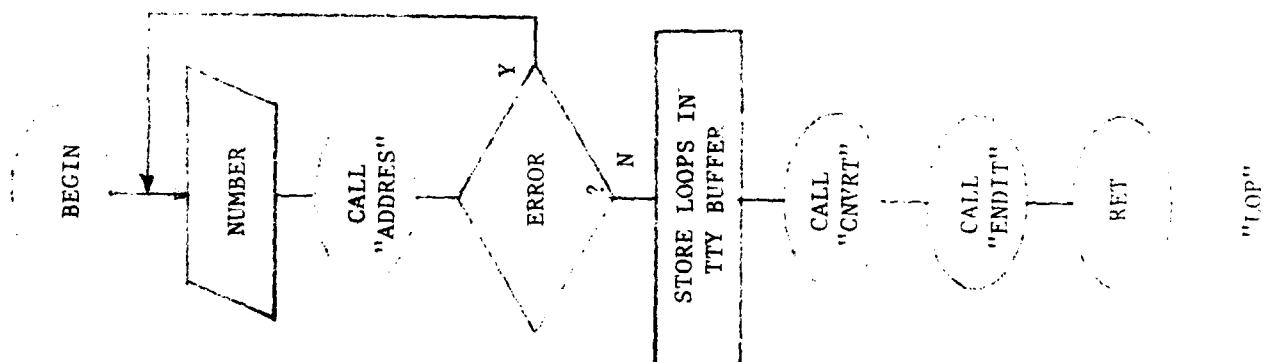 BEGIN
NUMBER
CALL
"ADDRES"
Y
ERROR
?
N
STORE LOOPS IN
TTY BUFFER
CALL
"CNVRT"
CALL
"ENDIT"
RET
"LOP"